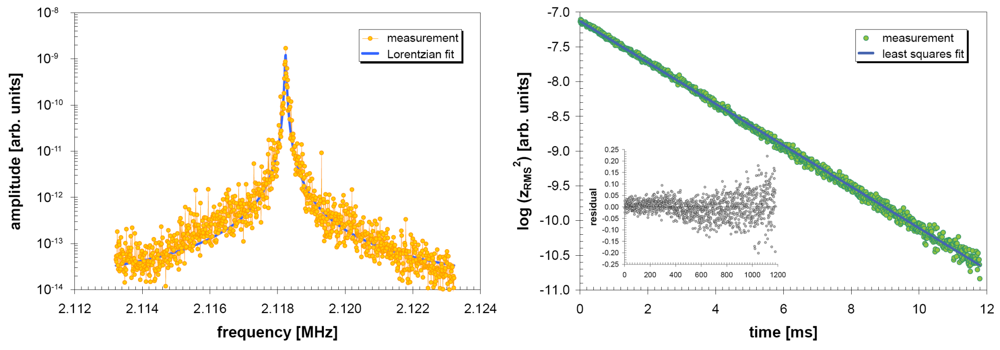 10-8
10-9
10-10
10-11
10-12
10-13
10-14
amplitude [arb. units]
measurement
Lorentzian fit
2.112 2.114 2.116 2.118 2.120 2.122 2.124
frequency [MHz]
-7.0
-7.5
-8.0
-8.5
-9.0
-9.5
-10.0
-10.5
-11.0
log (zRMS2) [arb. units]
measurement
least squares fit
0.25
0.20
0.15
0.10
0.05
0.00
-0.05
-0.10
-0.15
-0.20
-0.25
residual
0 200 400 600 800 1000 1200
0 2 4 6 8 10 12
time [ms]